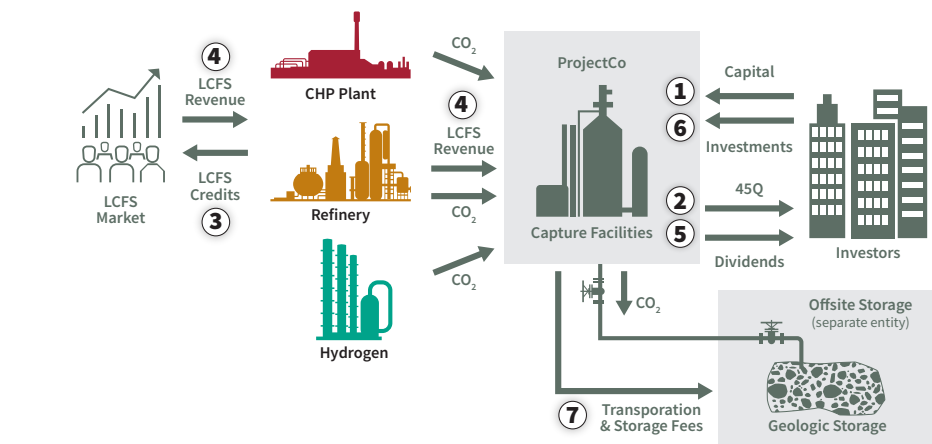 4
LCFS
Revenue
LCFS
Credits
3
LCFS
Market
CHP Plant
Refinery
Hydrogen
CO2
4
LCFS
Revenue
CO2
CO2
ProjectCo
Capture Facilities
1
6
2
5
Capital
Investments
45Q
Dividends
Investors
CO2
7
Transporation
& Storage Fees
Offsite Storage
(separate entity)
Geologic Storage